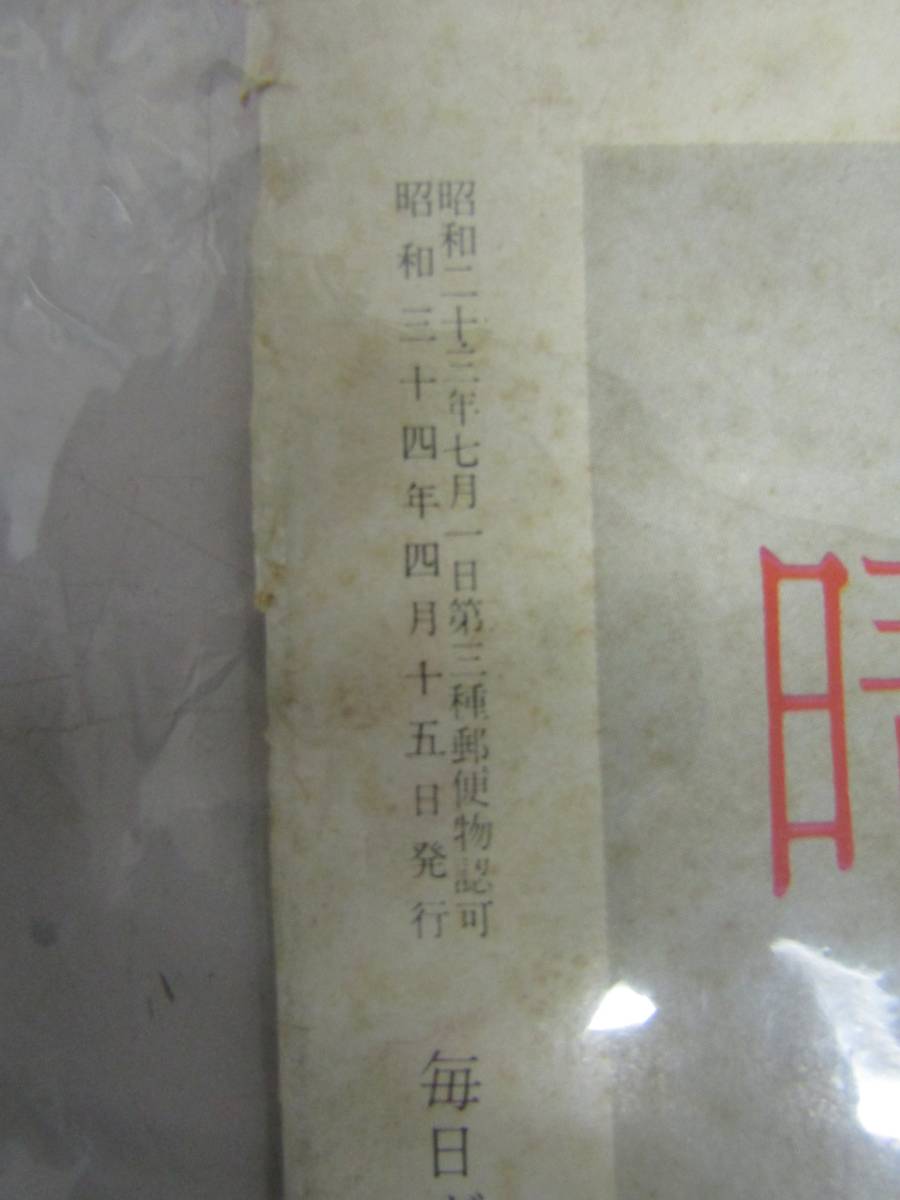 昭和二十三年七月一日第三種郵便物認可
昭和三十四年四月十五日発行
毎日